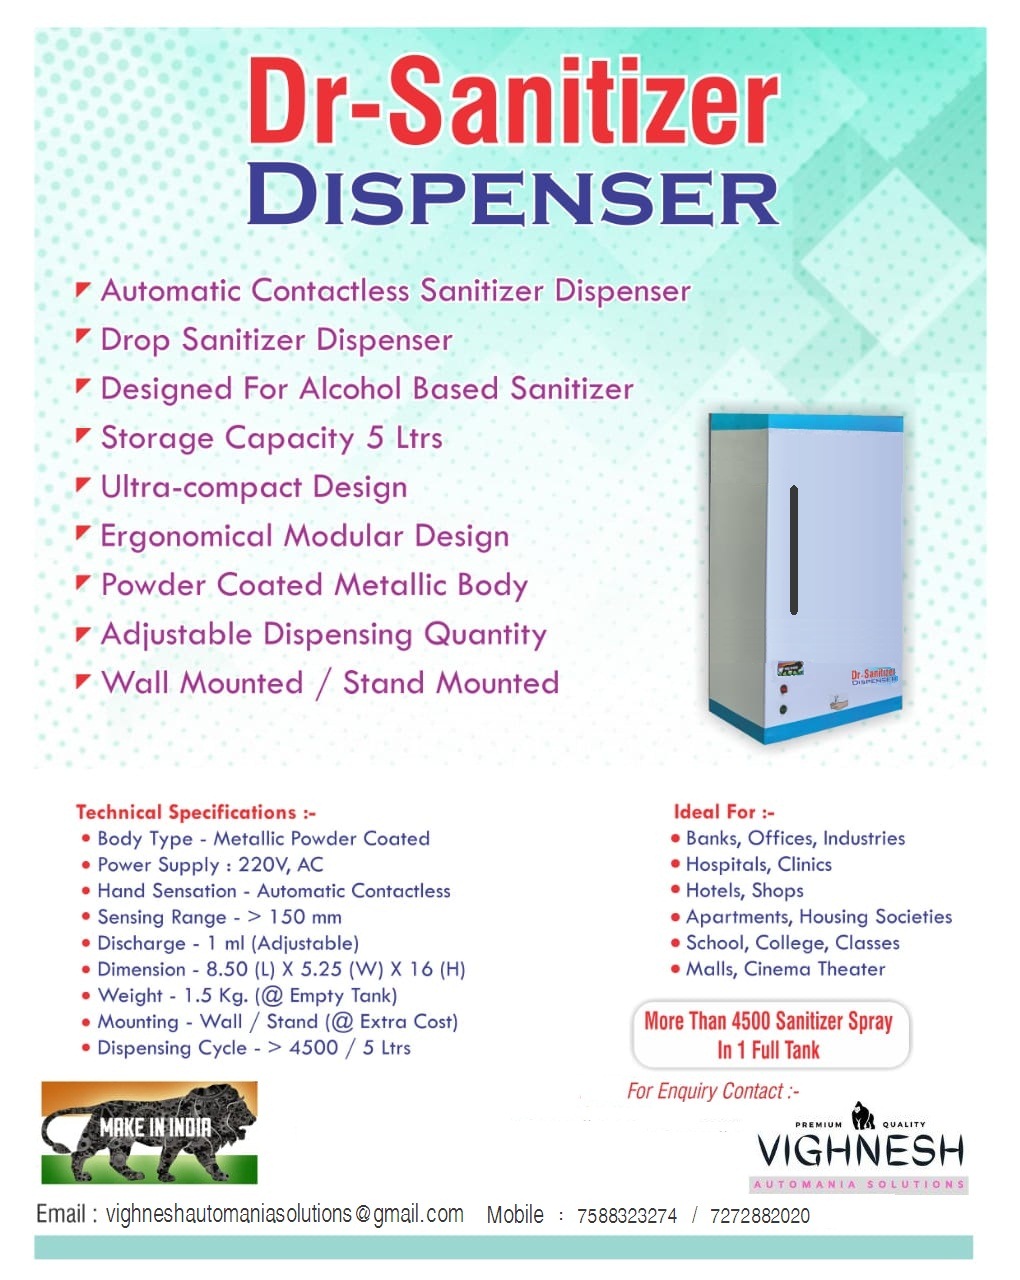 Dr-Sanitizer
DISPENSER
Automatic Contactless Sanitizer Dispenser
Drop Sanitizer Dispenser
Designed For Alcohol Based Sanitizer
Storage Capacity 5 Ltrs
Ultra-compact Design
Ergonomical Modular Design
Powder Coated Metallic Body
Adjustable Dispensing Quantity
Wall Mounted / Stand Mounted
Dr-Sanitizer
DISPENSER
Technical Specifications :-
Body Type - Metallic Powder Coated
Power Supply : 220V, AC
Hand Sensation - Automatic Contactless
Sensing Range - > 150 mm
Discharge - 1 ml (Adjustable)
Dimension - 8.50 (L) X 5.25 (W) X 16 (H)
Weight - 1.5 Kg. (@ Empty Tank)
Mounting - Wall / Stand (@ Extra Cost)
Dispensing Cycle - > 4500 / 5 Ltrs
Ideal For :-
Banks, Offices, Industries
Hospitals, Clinics
Hotels, Shops
Apartments, Housing Societies
School, College, Classes
Malls, Cinema Theater
More Than 4500 Sanitizer Spray
In 1 Full Tank
For Enquiry Contact :-
MAKE IN INDIA
PREMIUM QUALITY
VIGHNESH
AUTOMANIA SOLUTIONS
Email : vighneshautomaniasolutions@gmail.com Mobile : 7588323274 / 7272882020